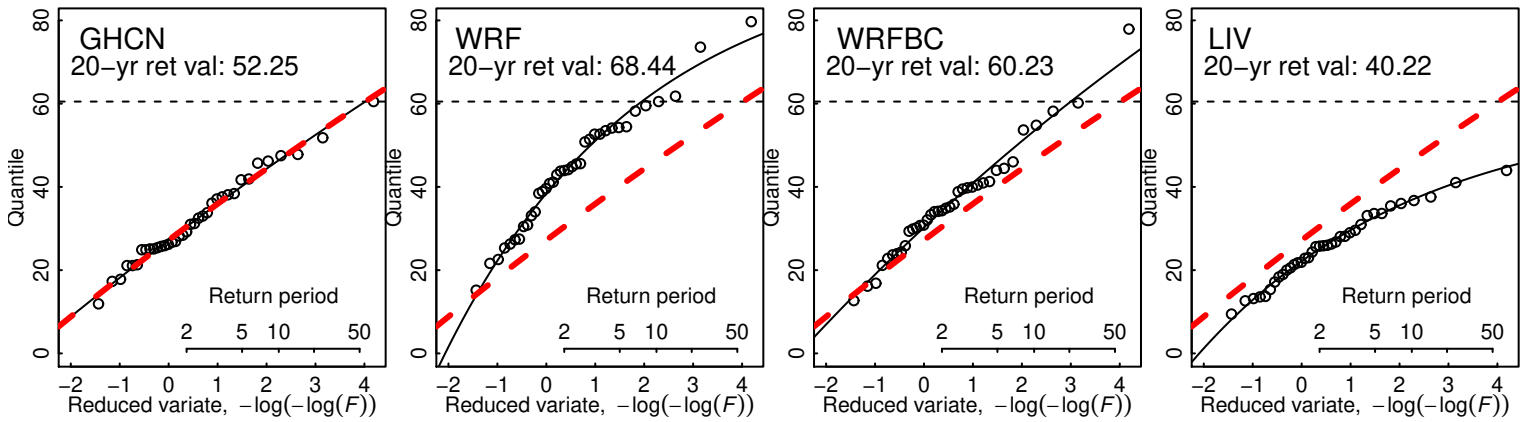 GHCN
20−yr ret val: 52.25
Quantile
0 20 40 60 80
Return period
2 5 10 50
−2 −1 0 1 2 3 4
Reduced variate, −log(−log(F))
WRF
20−yr ret val: 68.44
Quantile
0 20 40 60 80
Return period
2 5 10 50
−2 −1 0 1 2 3 4
Reduced variate, −log(−log(F))
WRFBC
20−yr ret val: 60.23
Quantile
0 20 40 60 80
Return period
2 5 10 50
−2 −1 0 1 2 3 4
Reduced variate, −log(−log(F))
LIV
20−yr ret val: 40.22
Quantile
0 20 40 60 80
Return period
2 5 10 50
−2 −1 0 1 2 3 4
Reduced variate, −log(−log(F))